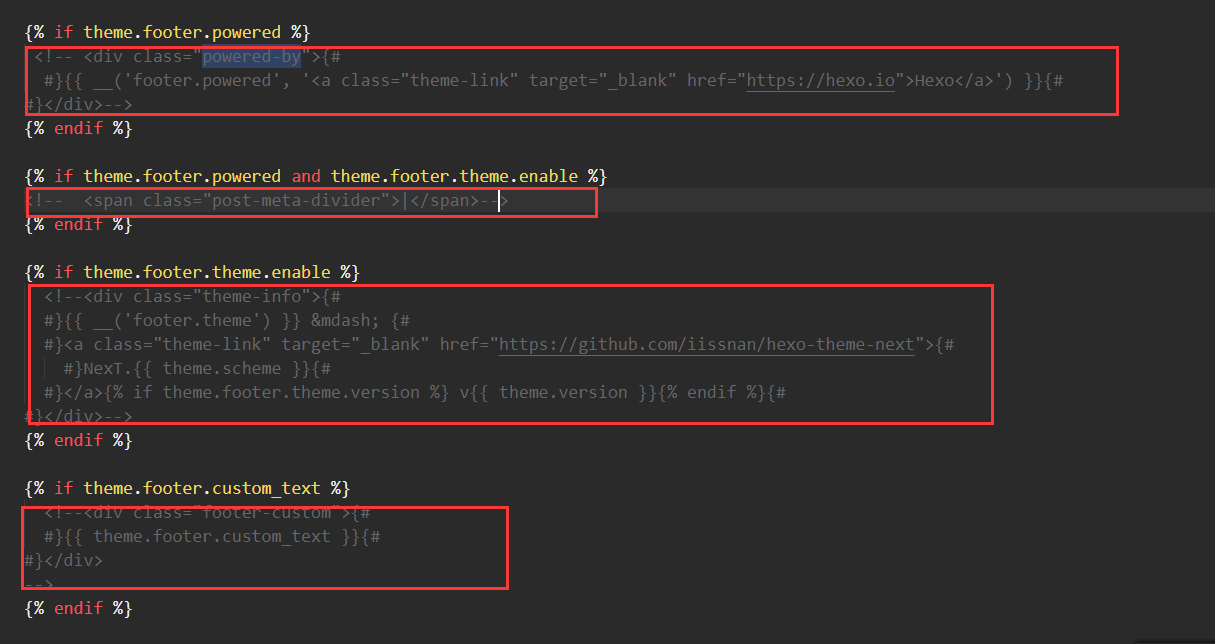 {% if theme.footer.powered %}
<!-- <div class="powered-by">{#
#}{{ __('footer.powered', '<a class="theme-link" target="_blank" href="https://hexo.io">Hexo</a>') }}{#
#}</div>-->
{% endif %}
{% if theme.footer.powered and theme.footer.theme.enable %}
<!--  <span class="post-meta-divider">|</span>-->
{% endif %}
{% if theme.footer.theme.enable %}
<!--<div class="theme-info">{#
#}{{ __('footer.theme') }} &mdash; {#
#}<a class="theme-link" target="_blank" href="https://github.com/iissnan/hexo-theme-next">{#
#}NexT.{{ theme.scheme }}{#
#}</a>{% if theme.footer.theme.version %} v{{ theme.version }}{% endif %}{#
#}</div>-->
{% endif %}
{% if theme.footer.custom_text %}
<!--<div class="footer-custom">{#
#}{{ theme.footer.custom_text }}{#
#}</div>
-->
{% endif %}